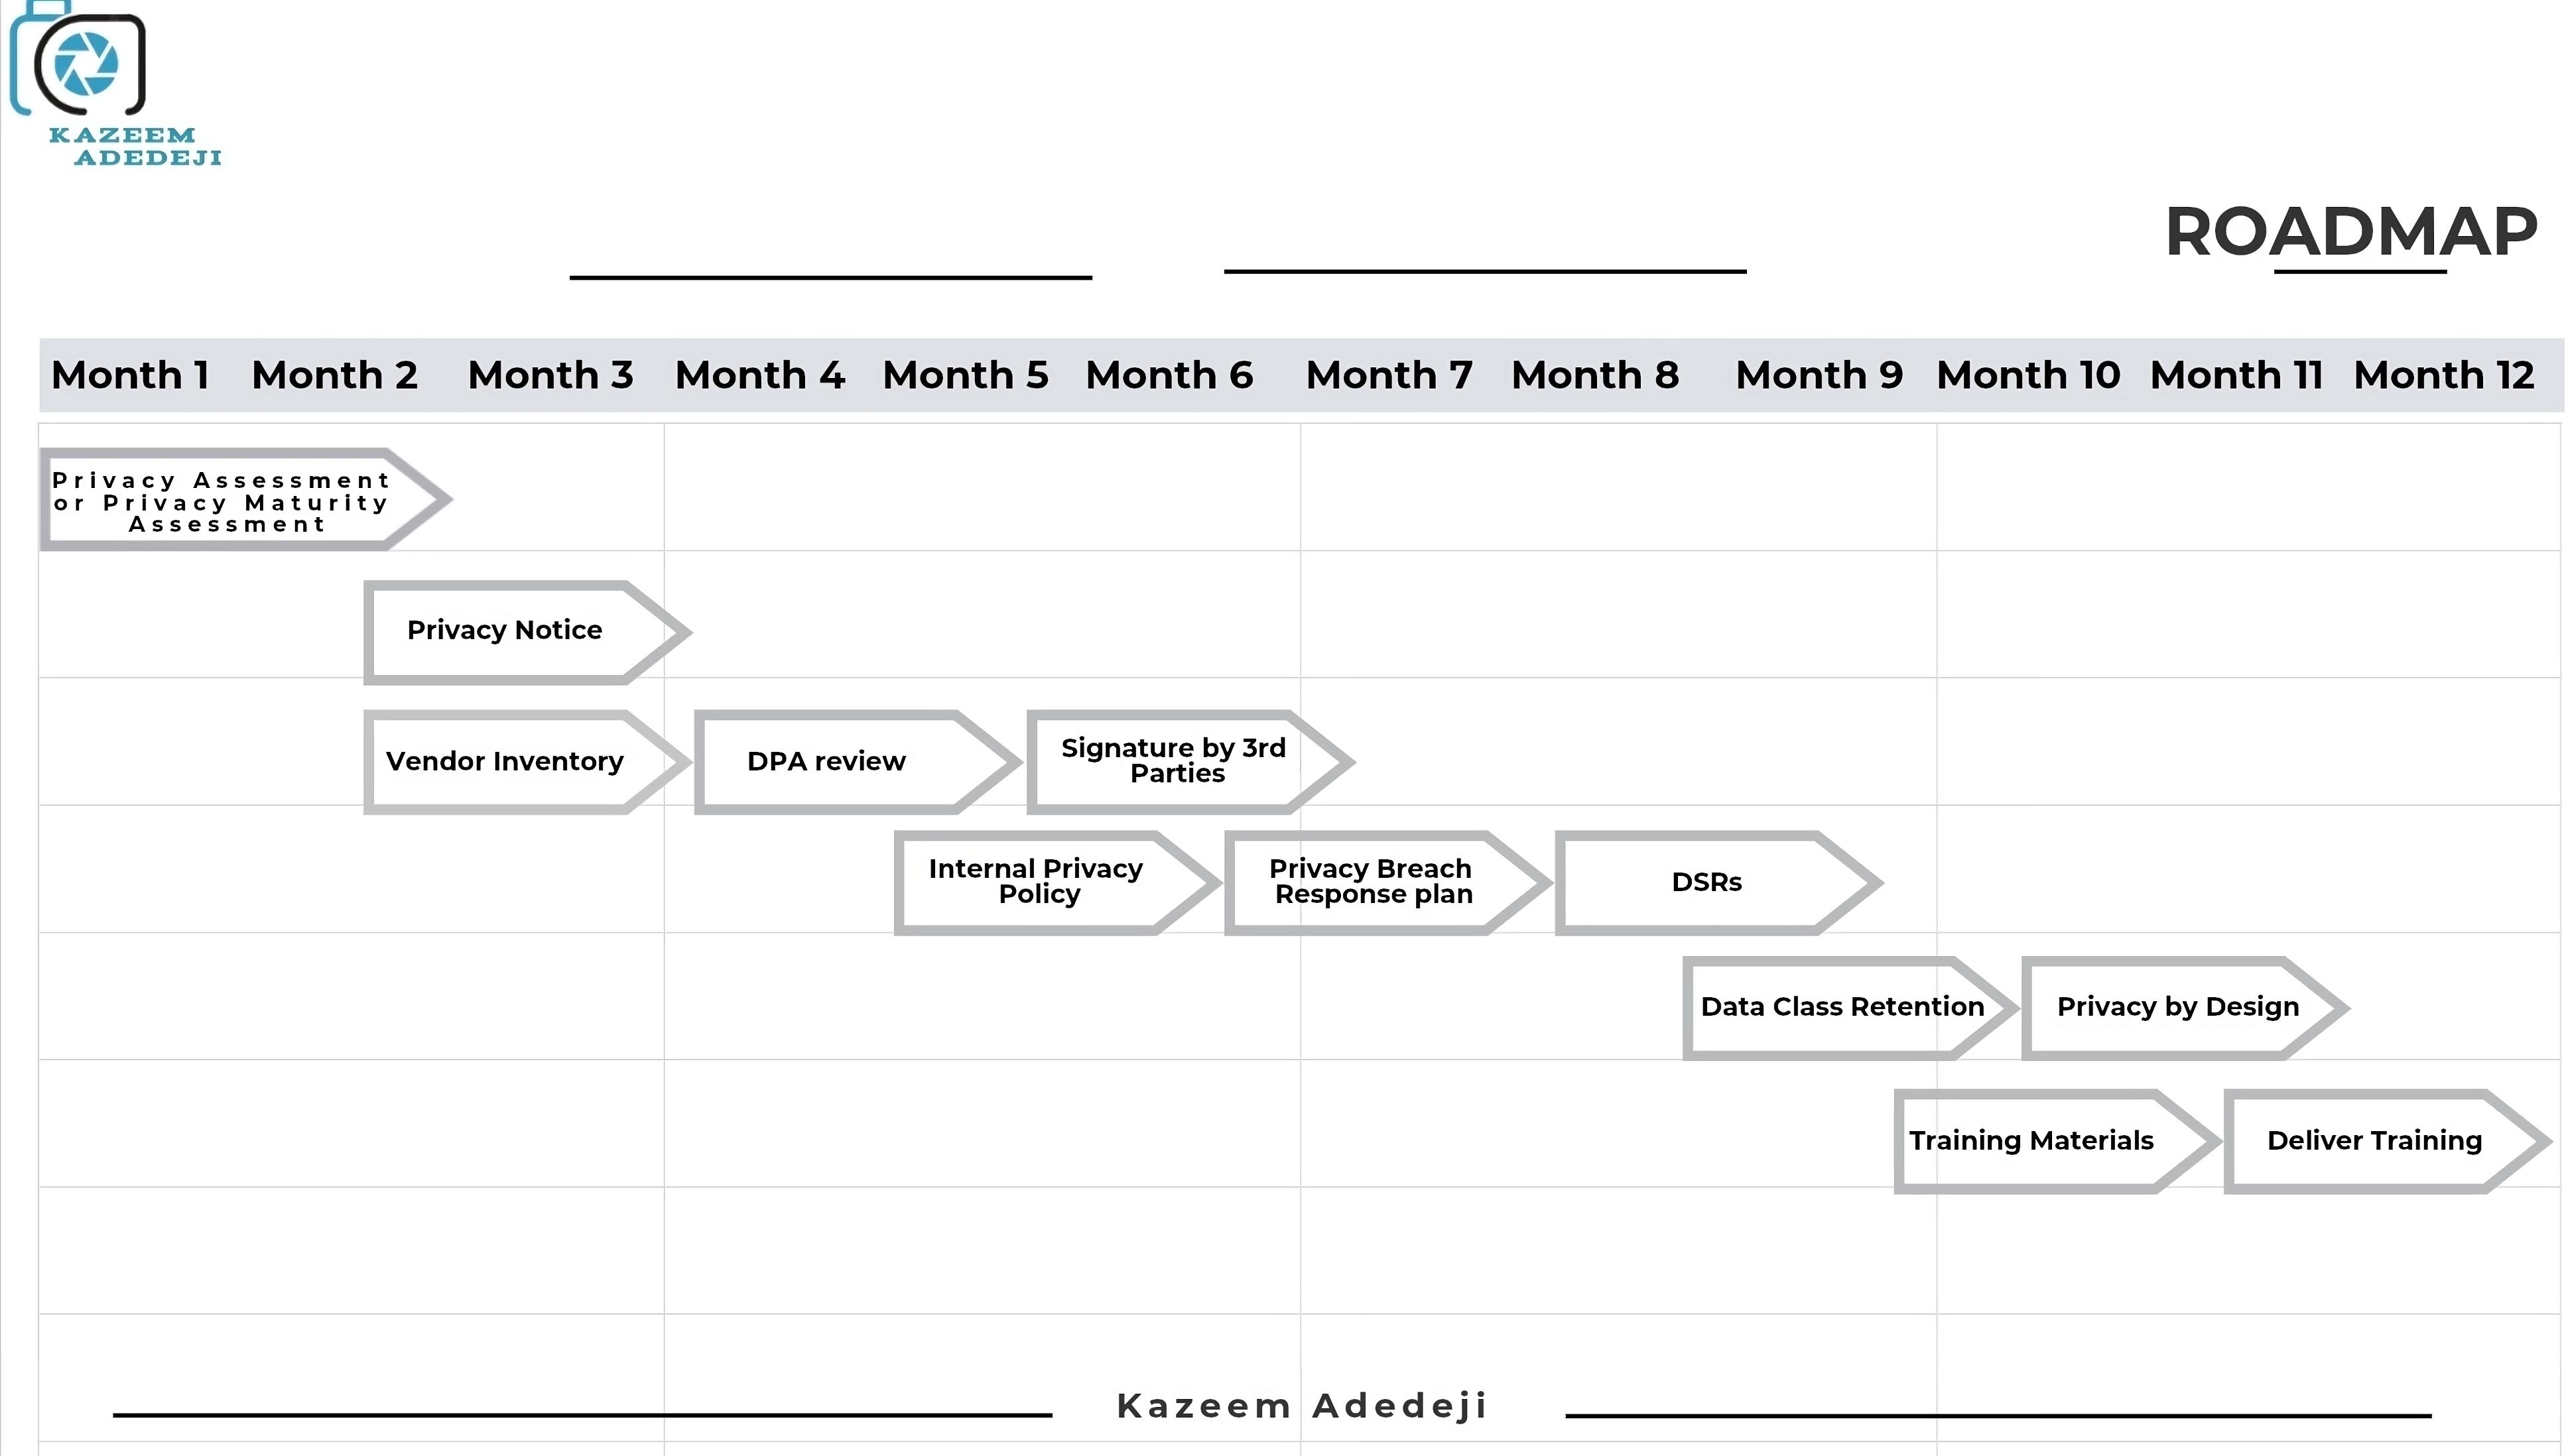 KAZEEM
ADEDEJI
ROADMAP
Month 1 Month 2 Month 3 Month 4 Month 5 Month 6 Month 7 Month 8 Month 9 Month 10 Month 11 Month 12
Privacy Assessment
or Privacy Maturity
Assessment
Privacy Notice
Vendor Inventory
DPA review
Signature by 3rd
Parties
Internal Privacy
Policy
Privacy Breach
Response plan
DSRs
Data Class Retention
Privacy by Design
Training Materials
Deliver Training
Kazeem Adedeji